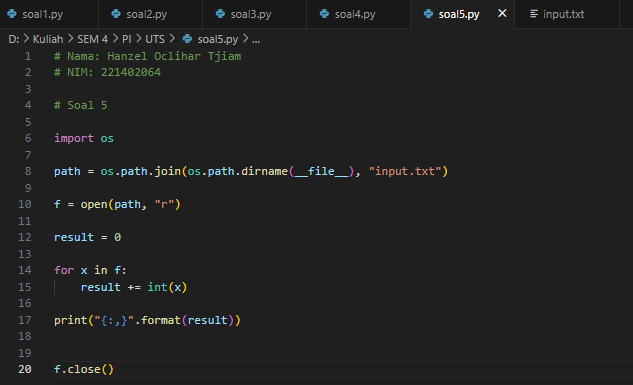 soal1.py soal2.py soal3.py soal4.py soal5.py input.txt
D: > Kuliah > SEM 4 > PI > UTS > soal5.py > ...
1 # Nama: Hanzel Oclihar Tjiam
2 # NIM: 221402064
3
4 # Soal 5
5
6 import os
7
8 path = os.path.join(os.path.dirname(__file__), "input.txt")
9
10 f = open(path, "r")
11
12 result = 0
13
14 for x in f:
15     result += int(x)
16
17 print("{:,}".format(result))
18
19
20 f.close()